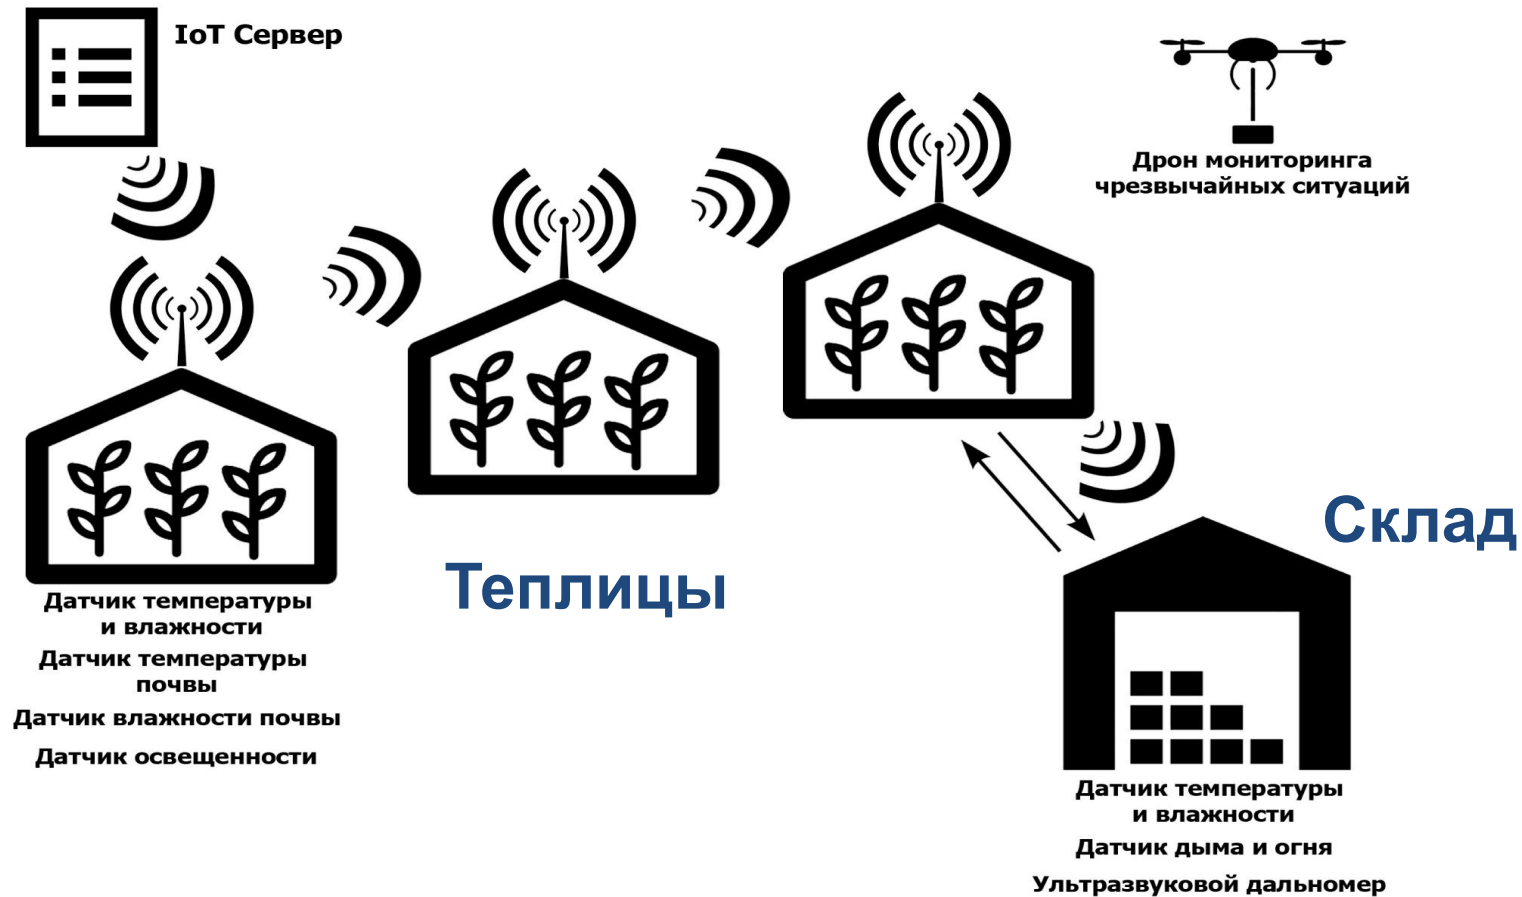 IoT Сервер
Дрон мониторинга
чрезвычайных ситуаций
Склад
Теплицы
Датчик температуры
и влажности
Датчик температуры
почвы
Датчик влажности почвы
Датчик освещенности
Датчик температуры
и влажности
Датчик дыма и огня
Ультразвуковой дальномер